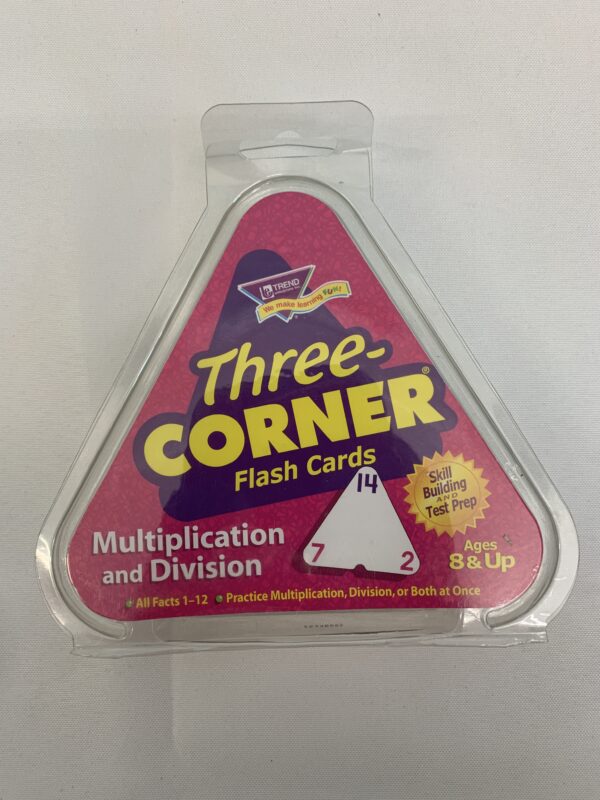 TREND
We make learning FUN!
Three-
CORNER®
Flash Cards
14
7
2
Skill
Building
AND
Test Prep
Multiplication
and Division
Ages
8 & Up
All Facts 1–12 • Practice Multiplication, Division, or Both at Once